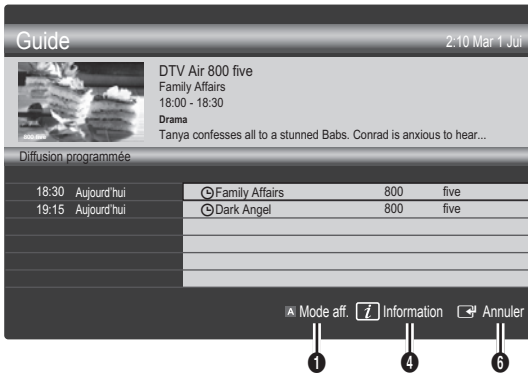 Guide 2:10 Mar 1 Jui
DTV Air 800 five
Family Affairs
18:00 - 18:30
Drama
Tanya confesses all to a stunned Babs. Conrad is anxious to hear...
Diffusion programmée
18:30 Aujourd'hui Family Affairs 800 five
19:15 Aujourd'hui Dark Angel 800 five
A Mode aff. i Information Annuler
1 4 6